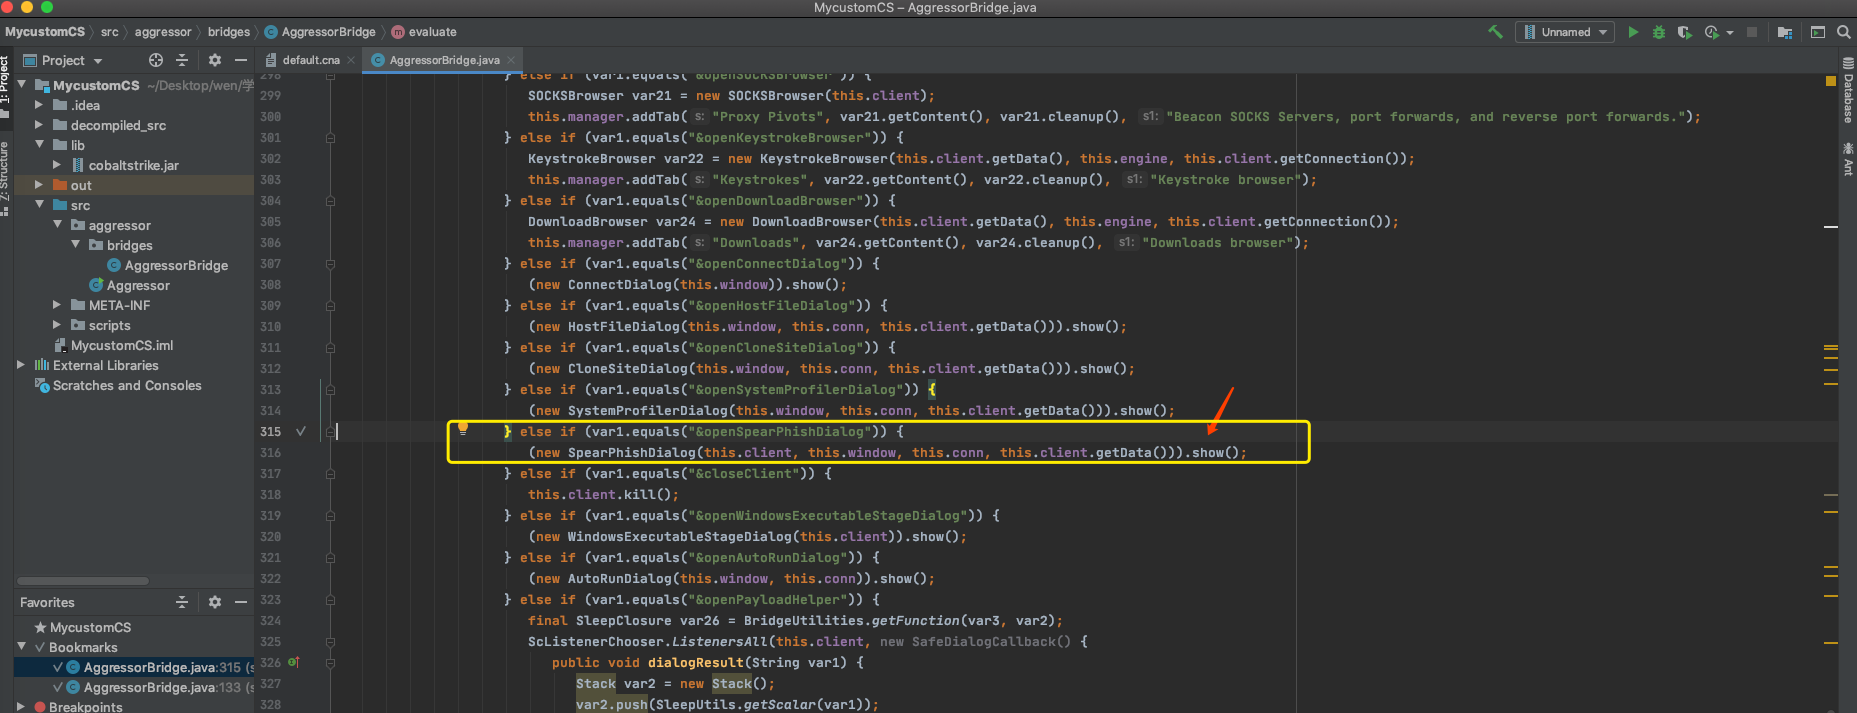 MycustomCS – AggressorBridge.java
MycustomCS 〉 src 〉 aggressor 〉 bridges 〉 AggressorBridge 〉 evaluate
Unnamed
1: Project
Project
default.cna
AggressorBridge.java
MycustomCS ~/Desktop/wen/学
.idea
decompiled_src
lib
cobaltstrike.jar
out
src
aggressor
bridges
AggressorBridge
Aggressor
META-INF
scripts
MycustomCS.iml
External Libraries
Scratches and Consoles
Z: Structure
Favorites
MycustomCS
Bookmarks
AggressorBridge.java:315 (s
AggressorBridge.java:133 (s
Breakpoints
298 } else if (var1.equals("&openSOCKSBrowser")) {
299 SOCKSBrowser var21 = new SOCKSBrowser(this.client);
300 this.manager.addTab( s: "Proxy Pivots", var21.getContent(), var21.cleanup(), s1: "Beacon SOCKS Servers, port forwards, and reverse port forwards.");
301 } else if (var1.equals("&openKeystrokeBrowser")) {
302 KeystrokeBrowser var22 = new KeystrokeBrowser(this.client.getData(), this.engine, this.client.getConnection());
303 this.manager.addTab( s: "Keystrokes", var22.getContent(), var22.cleanup(), s1: "Keystroke browser");
304 } else if (var1.equals("&openDownloadBrowser")) {
305 DownloadBrowser var24 = new DownloadBrowser(this.client.getData(), this.engine, this.client.getConnection());
306 this.manager.addTab( s: "Downloads", var24.getContent(), var24.cleanup(), s1: "Downloads browser");
307 } else if (var1.equals("&openConnectDialog")) {
308 (new ConnectDialog(this.window)).show();
309 } else if (var1.equals("&openHostFileDialog")) {
310 (new HostFileDialog(this.window, this.conn, this.client.getData())).show();
311 } else if (var1.equals("&openCloneSiteDialog")) {
312 (new CloneSiteDialog(this.window, this.conn, this.client.getData())).show();
313 } else if (var1.equals("&openSystemProfilerDialog")) {
314 (new SystemProfilerDialog(this.window, this.conn, this.client.getData())).show();
315 } else if (var1.equals("&openSpearPhishDialog")) {
316 (new SpearPhishDialog(this.client, this.window, this.conn, this.client.getData())).show();
317 } else if (var1.equals("&closeClient")) {
318 this.client.kill();
319 } else if (var1.equals("&openWindowsExecutableStageDialog")) {
320 (new WindowsExecutableStageDialog(this.client)).show();
321 } else if (var1.equals("&openAutoRunDialog")) {
322 (new AutoRunDialog(this.window, this.conn)).show();
323 } else if (var1.equals("&openPayloadHelper")) {
324 final SleepClosure var26 = BridgeUtilities.getFunction(var3, var2);
325 ScListenerChooser.ListenersAll(this.client, new SafeDialogCallback() {
326 public void dialogResult(String var1) {
327 Stack var2 = new Stack();
328 var2.push(SleepUtils.getScalar(var1));
Database
Ant